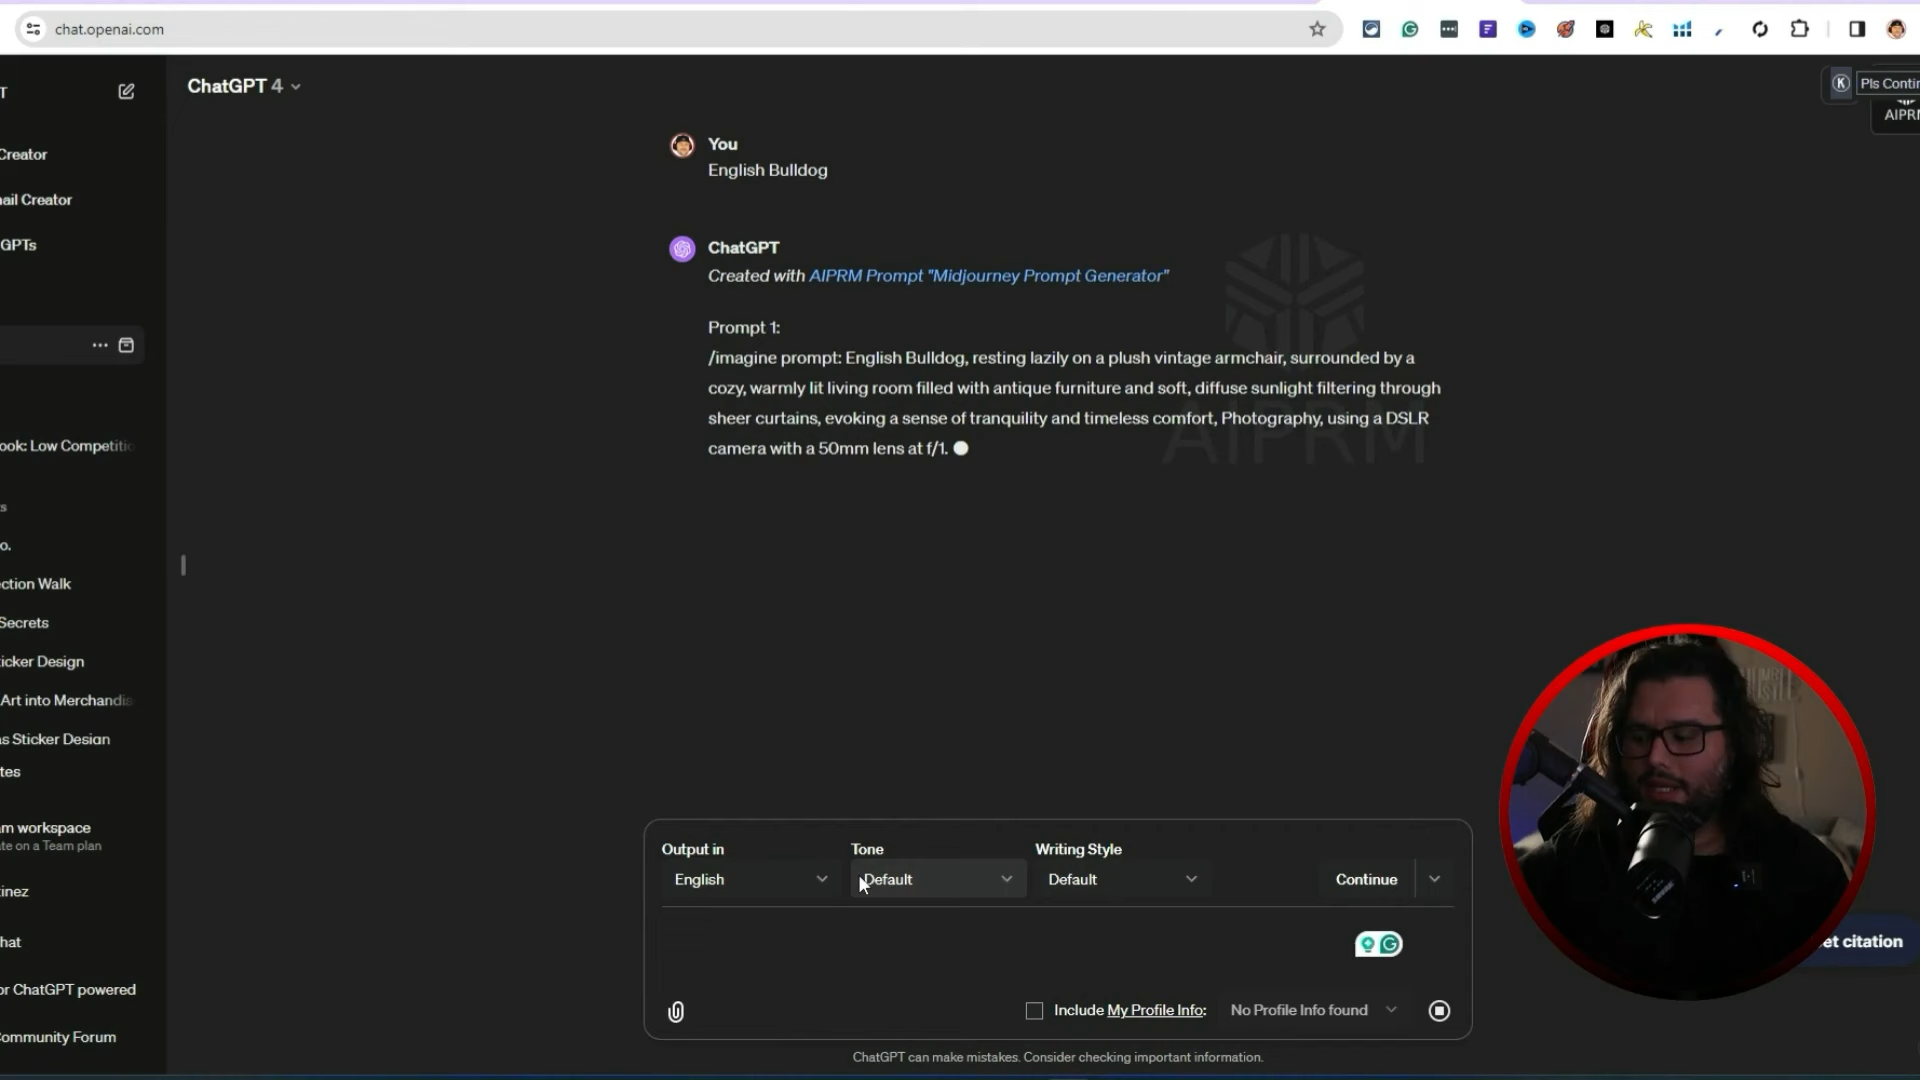 chat.openai.com
T
ChatGPT 4
K
Pls Contin
AIPRM
Creator
ail Creator
GPTs
You
English Bulldog
ChatGPT
Created with AIPRM Prompt "Midjourney Prompt Generator"
Prompt 1:
/imagine prompt: English Bulldog, resting lazily on a plush vintage armchair, surrounded by a
cozy, warmly lit living room filled with antique furniture and soft, diffuse sunlight filtering through
sheer curtains, evoking a sense of tranquility and timeless comfort, Photography, using a DSLR
camera with a 50mm lens at f/1.
AIPRM
ook: Low Competitio
s
o.
ction Walk
Secrets
icker Design
Art into Merchandis
s Sticker Design
tes
m workspace
te on a Team plan
inez
hat
or ChatGPT powered
ommunity Forum
Output in
Tone
Writing Style
English
Default
Default
Continue
et citation
Include My Profile Info:
No Profile Info found
ChatGPT can make mistakes. Consider checking important information.